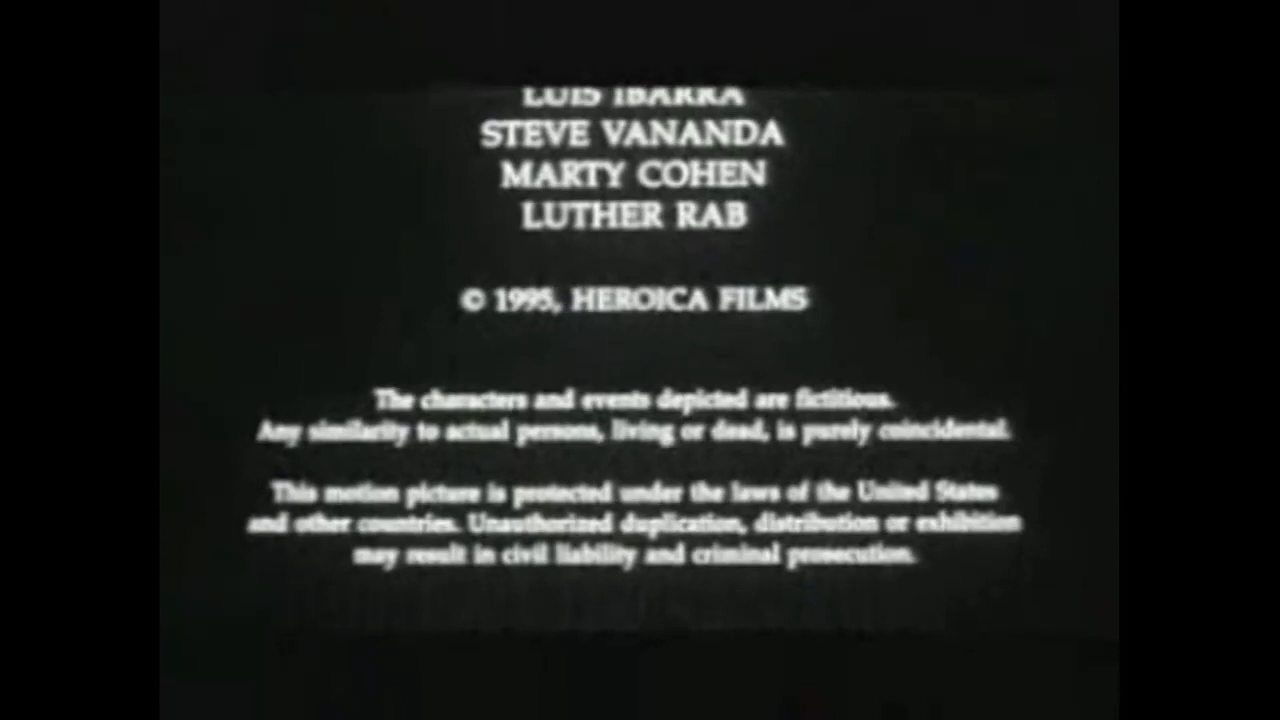 LUIS IBARRA
STEVE VANANDA
MARTY COHEN
LUTHER RAB
© 1995, HEROICA FILMS
The characters and events depicted are fictitious.
Any similarity to actual persons, living or dead, is purely coincidental.
This motion picture is protected under the laws of the United States
and other countries. Unauthorized duplication, distribution or exhibition
may result in civil liability and criminal prosecution.